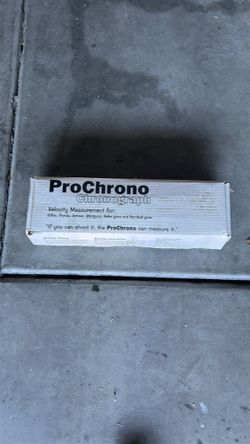 ProChrono
Chronograph
Velocity Measurement for:
Rifles, Pistols, Arrows, Shotguns, Pellet guns and Paintball guns
"If you can shoot it, the ProChrono can measure it."